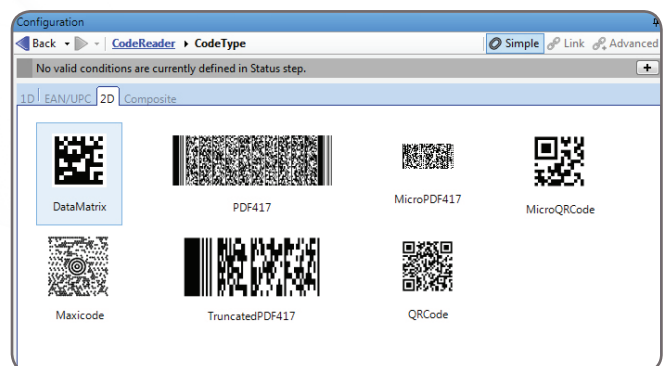 Configuration
Back CodeReader CodeType Simple Link Advanced
No valid conditions are currently defined in Status step.
1D EAN/UPC 2D Composite
DataMatrix PDF417 MicroPDF417 MicroQRCode
Maxicode TruncatedPDF417 QRCode